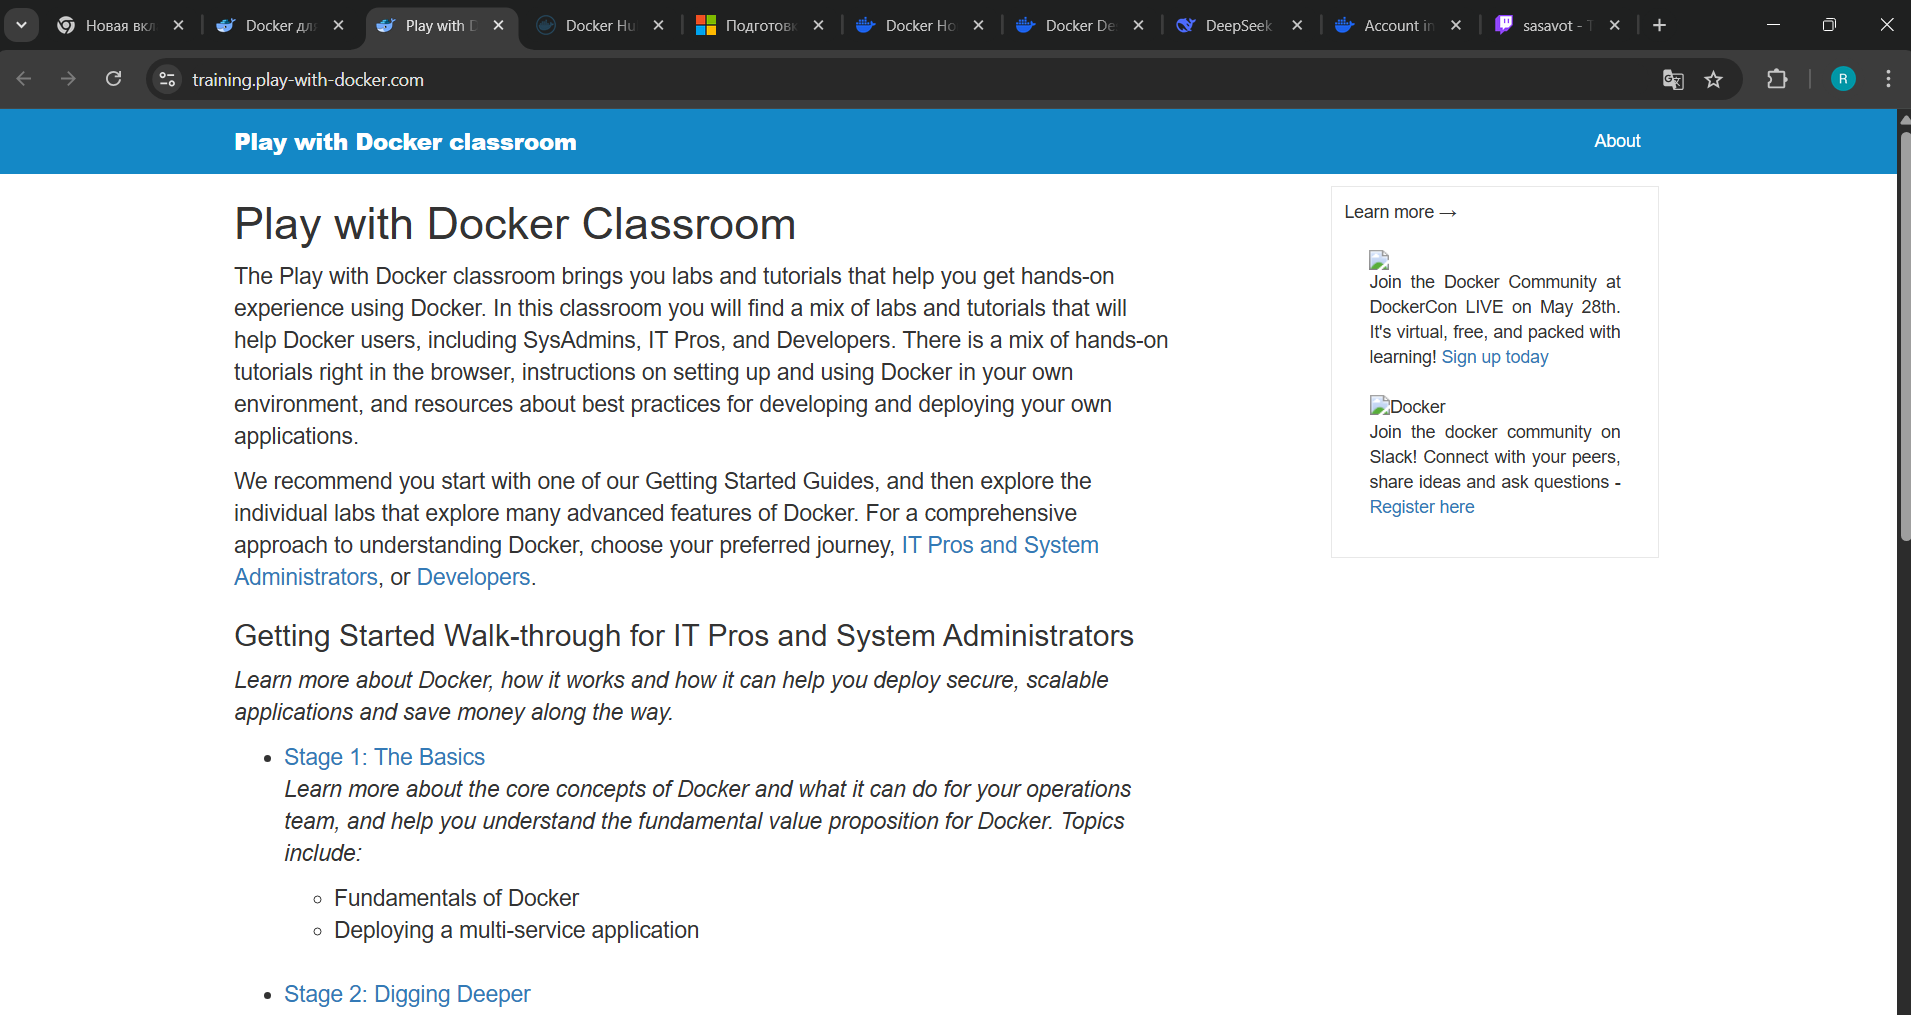 Новая вкл
Docker дл
Play with D
Docker Hu
Подготовк
Docker Ho
Docker De
DeepSeek
Account in
sasavot - T
training.play-with-docker.com
R
Play with Docker classroom
About
Play with Docker Classroom
The Play with Docker classroom brings you labs and tutorials that help you get hands-on
experience using Docker. In this classroom you will find a mix of labs and tutorials that will
help Docker users, including SysAdmins, IT Pros, and Developers. There is a mix of hands-on
tutorials right in the browser, instructions on setting up and using Docker in your own
environment, and resources about best practices for developing and deploying your own
applications.
We recommend you start with one of our Getting Started Guides, and then explore the
individual labs that explore many advanced features of Docker. For a comprehensive
approach to understanding Docker, choose your preferred journey, IT Pros and System
Administrators, or Developers.
Getting Started Walk-through for IT Pros and System Administrators
Learn more about Docker, how it works and how it can help you deploy secure, scalable
applications and save money along the way.
• Stage 1: The Basics
Learn more about the core concepts of Docker and what it can do for your operations
team, and help you understand the fundamental value proposition for Docker. Topics
include:
◦ Fundamentals of Docker
◦ Deploying a multi-service application
• Stage 2: Digging Deeper
Learn more →
Join the Docker Community at
DockerCon LIVE on May 28th.
It's virtual, free, and packed with
learning! Sign up today
Docker
Join the docker community on
Slack! Connect with your peers,
share ideas and ask questions -
Register here